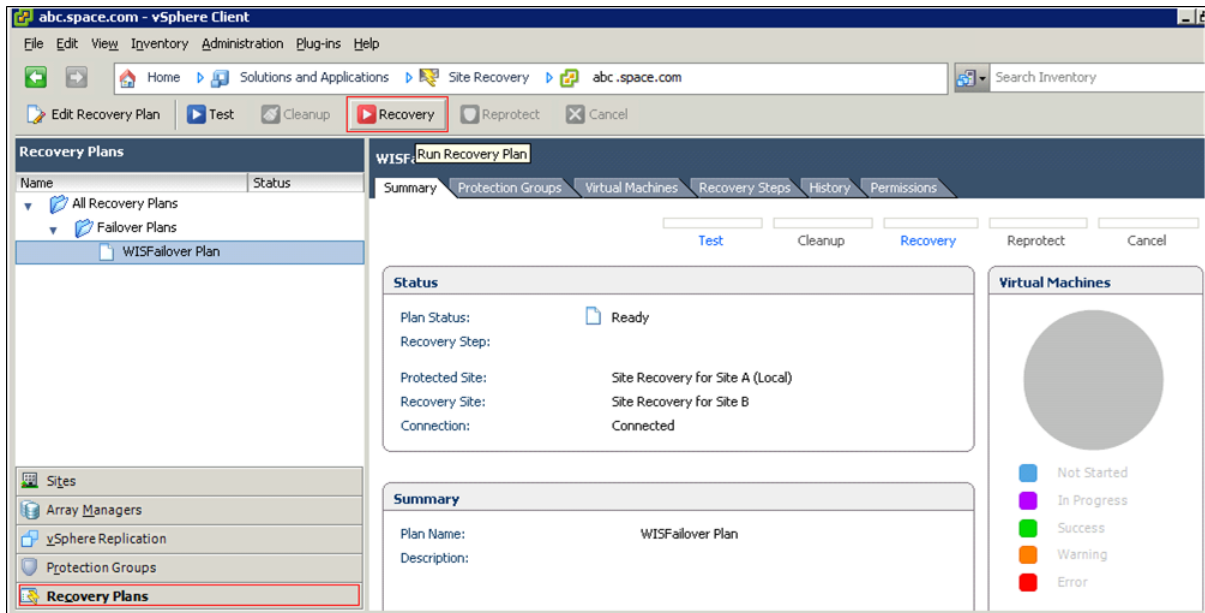 abc.space.com - vSphere Client
File Edit View Inventory Administration Plug-ins Help
Home Solutions and Applications Site Recovery abc .space.com Search Inventory
Edit Recovery Plan Test Cleanup Recovery Reprotect Cancel
Recovery Plans
Name Status
All Recovery Plans
Failover Plans
WISFailover Plan
Sites
Array Managers
vSphere Replication
Protection Groups
Recovery Plans
WISF
Run Recovery Plan
Summary Protection Groups Virtual Machines Recovery Steps History Permissions
Test Cleanup Recovery Reprotect Cancel
Status
Plan Status: Ready
Recovery Step:
Protected Site: Site Recovery for Site A (Local)
Recovery Site: Site Recovery for Site B
Connection: Connected
Summary
Plan Name: WISFailover Plan
Description:
Virtual Machines
Not Started
In Progress
Success
Warning
Error